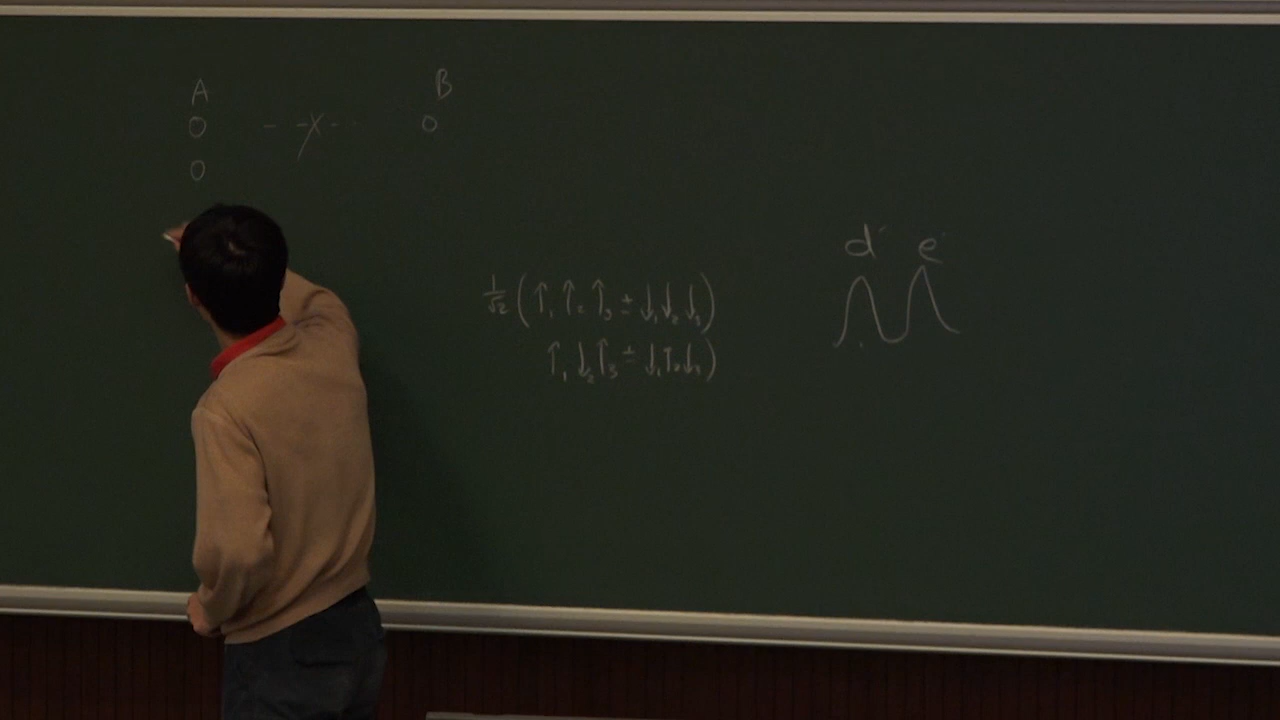 A B
O - - X - - O
O
d' e'
1/√2 (↑₁ ↑₂ ↑₃ ± ↓₁ ↓₂ ↓₃)
↑₁ ↓₂ ↑₃ ± ↓₁ ↑₂ ↓₃)